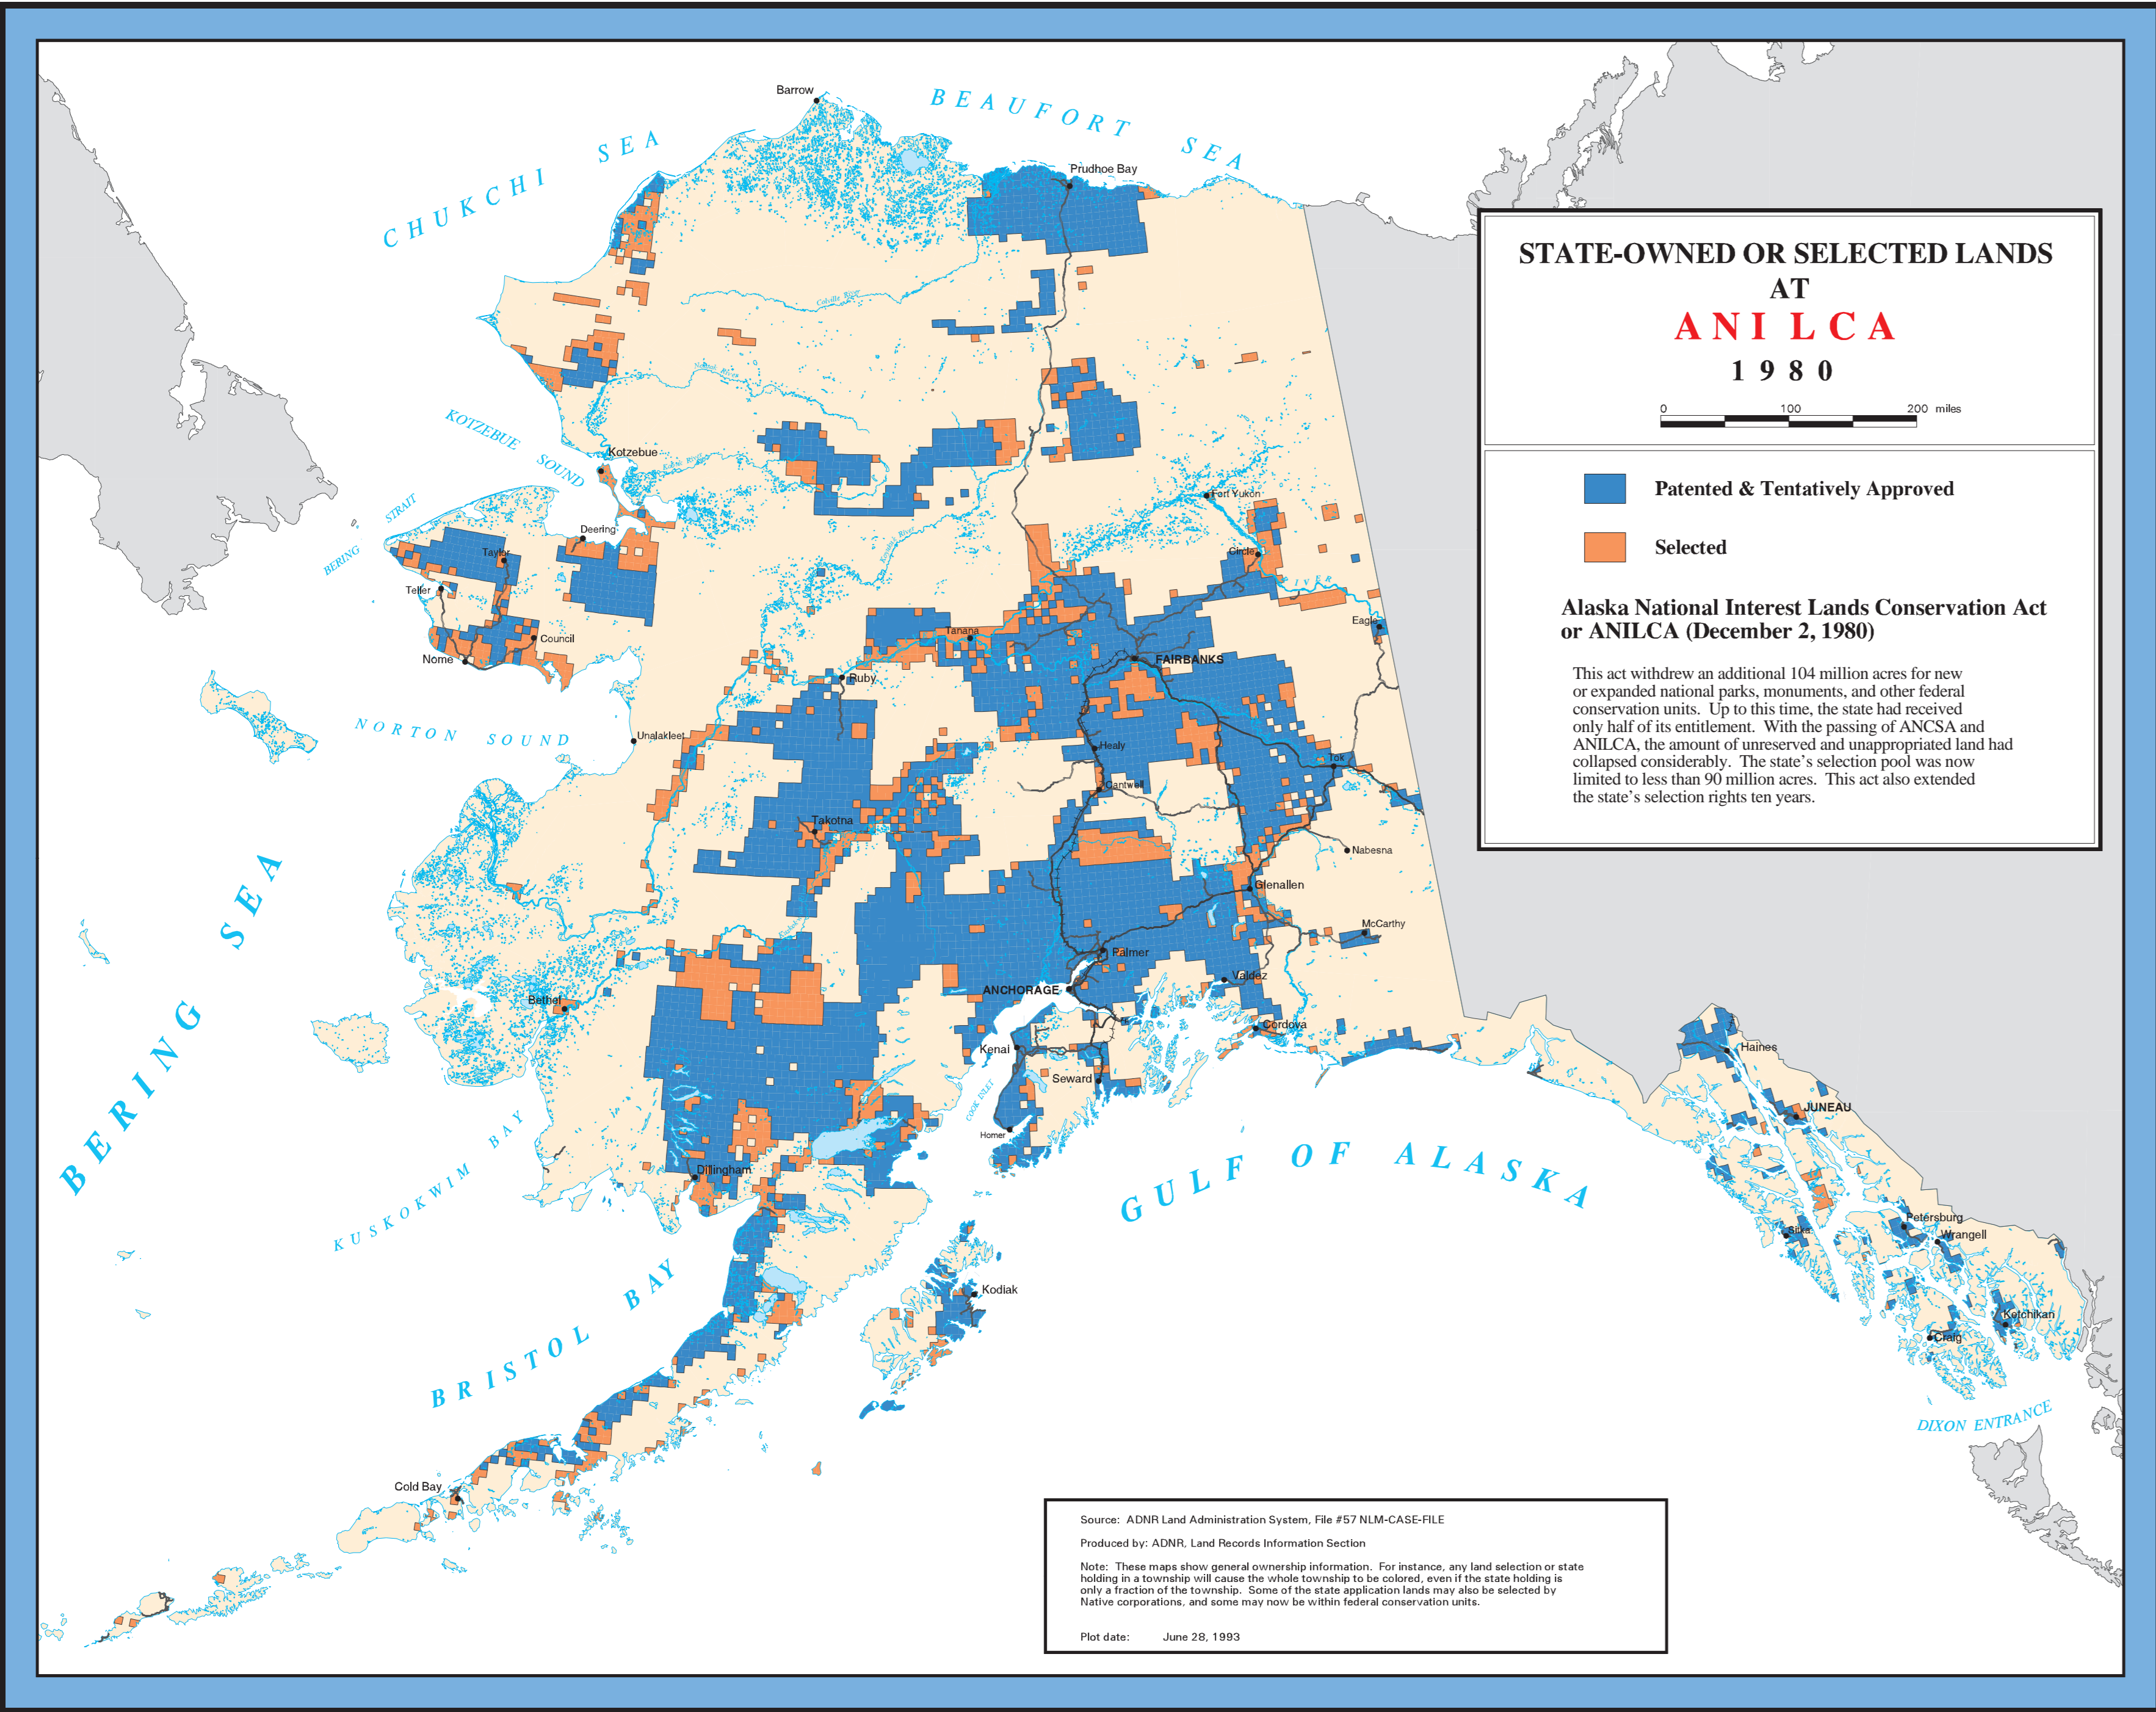 Barrow
BEAUFORT SEA
CHUKCHI SEA
Prudhoe Bay
STATE-OWNED OR SELECTED LANDS
AT
ANILCA
1980
0 100 200 miles
Patented & Tentatively Approved
Selected
Alaska National Interest Lands Conservation Act
or ANILCA (December 2, 1980)
This act withdrew an additional 104 million acres for new
or expanded national parks, monuments, and other federal
conservation units. Up to this time, the state had received
only half of its entitlement. With the passing of ANCSA and
ANILCA, the amount of unreserved and unappropriated land had
collapsed considerably. The state's selection pool was now
limited to less than 90 million acres. This act also extended
the state's selection rights ten years.
Colville River
Noatak River
KOTZEBUE SOUND
Kotzebue
Kobuk River
Fort Yukon
BERING STRAIT
Deering
Taylor
Koyukuk River
Circle
RIVER
Teller
Eagle
Council
Tanana
Nome
FAIRBANKS
Ruby
NORTON SOUND
Unalakleet
Healy
Tok
Cantwell
Takotna
Nabesna
BERING SEA
Glenallen
McCarthy
Palmer
Valdez
ANCHORAGE
Bethel
Cordova
Kenai
Haines
Seward
COOK INLET
JUNEAU
Homer
KUSKOKWIM BAY
GULF OF ALASKA
Dillingham
Petersburg
Sitka
Wrangell
BRISTOL BAY
Kodiak
Ketchikan
Craig
DIXON ENTRANCE
Cold Bay
Source: ADNR Land Administration System, File #57 NLM-CASE-FILE
Produced by: ADNR, Land Records Information Section
Note: These maps show general ownership information. For instance, any land selection or state
holding in a township will cause the whole township to be colored, even if the state holding is
only a fraction of the township. Some of the state application lands may also be selected by
Native corporations, and some may now be within federal conservation units.
Plot date: June 28, 1993